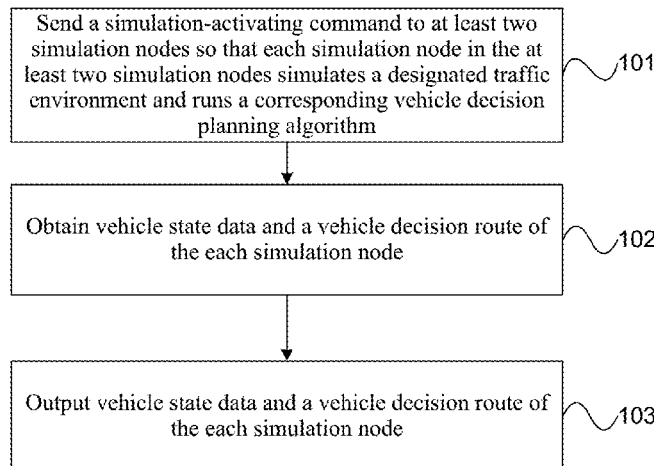 Send a simulation-activating command to at least two
simulation nodes so that each simulation node in the at
least two simulation nodes simulates a designated traffic
environment and runs a corresponding vehicle decision
planning algorithm
101
Obtain vehicle state data and a vehicle decision route of
the each simulation node
102
Output vehicle state data and a vehicle decision route of
the each simulation node
103